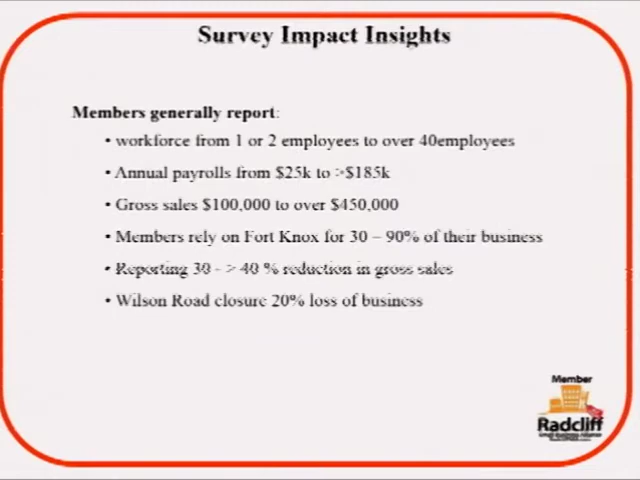 Survey Impact Insights
Members generally report:
• workforce from 1 or 2 employees to over 40employees
• Annual payrolls from $25k to >$185k
• Gross sales $100,000 to over $450,000
• Members rely on Fort Knox for 30 – 90% of their business
• Reporting 30 - > 40 % reduction in gross sales
• Wilson Road closure 20% loss of business
Member
Radcliff